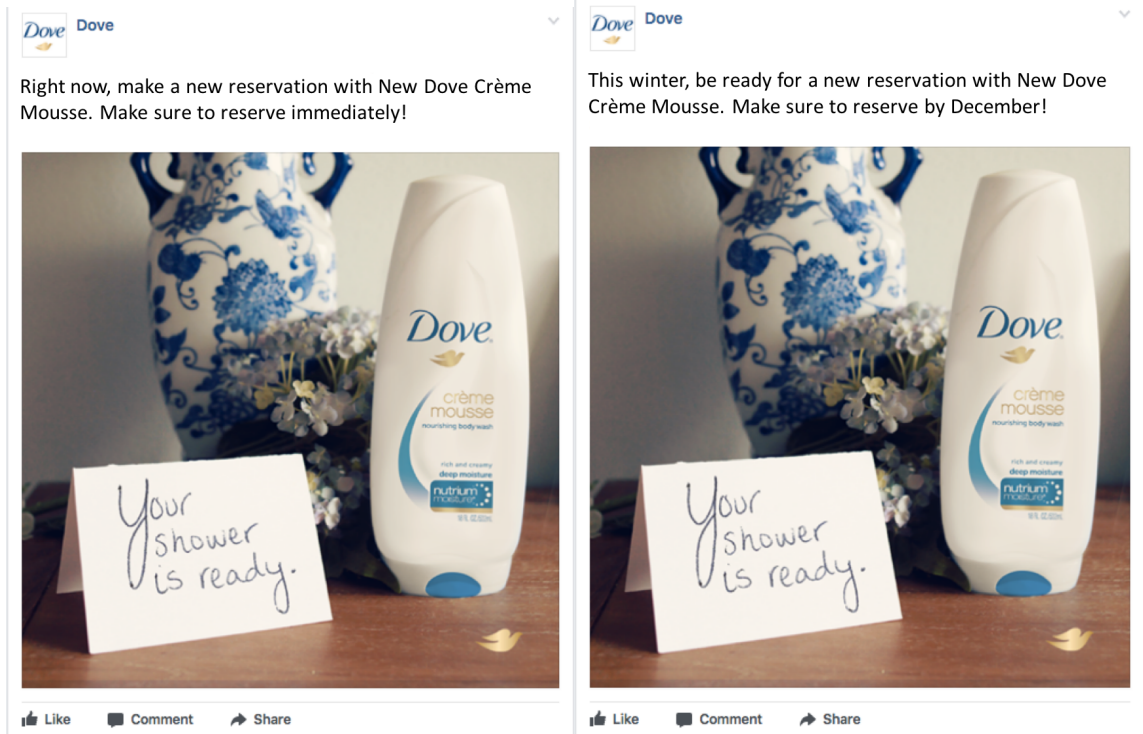 Dove
Dove
Right now, make a new reservation with New Dove Crème
Mousse. Make sure to reserve immediately!
Dove
crème
mousse
nourishing body wash
rich and creamy
deep moisture
nutrium
moisture
Your
shower
is ready.
Like Comment Share
Dove
Dove
This winter, be ready for a new reservation with New Dove
Crème Mousse. Make sure to reserve by December!
Dove
crème
mousse
nourishing body wash
rich and creamy
deep moisture
nutrium
moisture
Your
shower
is ready.
Like Comment Share